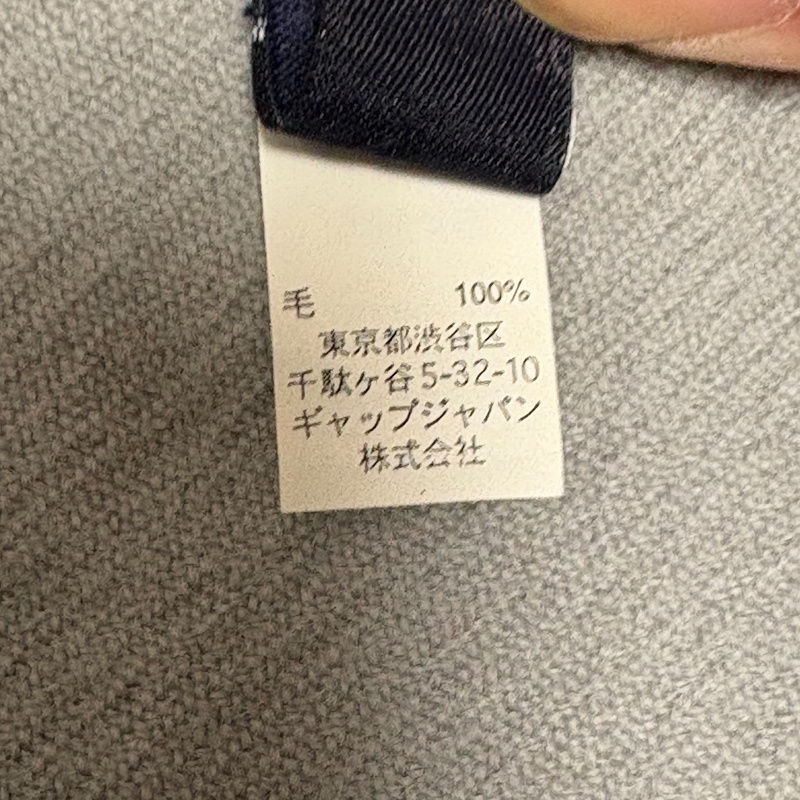 毛 100%
東京都渋谷区
千駄ケ谷5-32-10
ギャップジャパン
株式会社